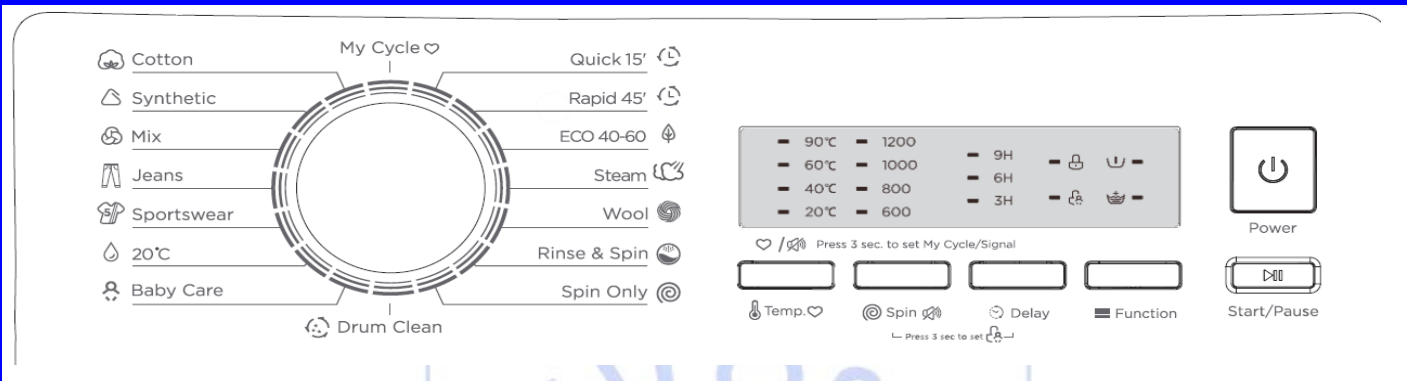 My Cycle
Cotton
Synthetic
Mix
Jeans
Sportswear
20℃
Baby Care
Drum Clean
Quick 15'
Rapid 45'
ECO 40-60
Steam
Wool
Rinse & Spin
Spin Only
90℃ 1200
60℃ 1000
40℃ 800
20℃ 600
9H
6H
3H
/ Press 3 sec. to set My Cycle/Signal
Temp. Spin Delay Function
Press 3 sec to set
Power
Start/Pause